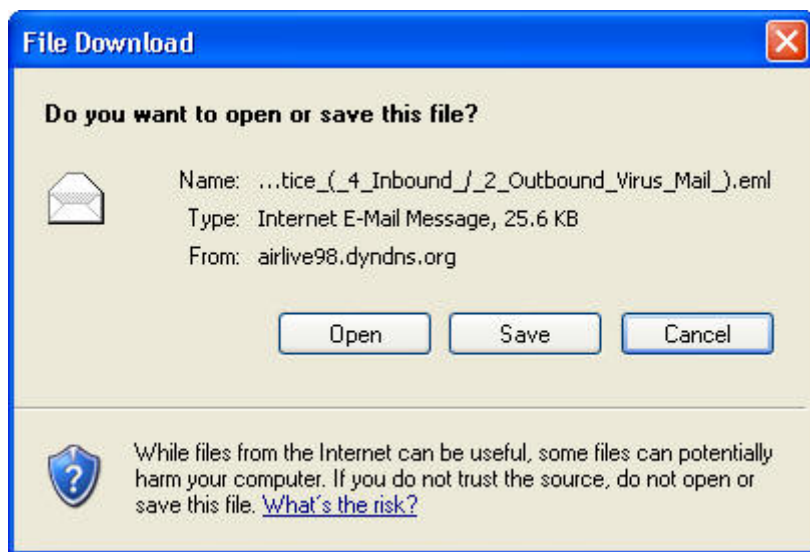 File Download
Do you want to open or save this file?
Name: ...tice_(_4_Inbound_/_2_Outbound_Virus_Mail_).eml
Type: Internet E-Mail Message, 25.6 KB
From: airlive98.dyndns.org
Open Save Cancel
While files from the Internet can be useful, some files can potentially
harm your computer. If you do not trust the source, do not open or
save this file. What's the risk?